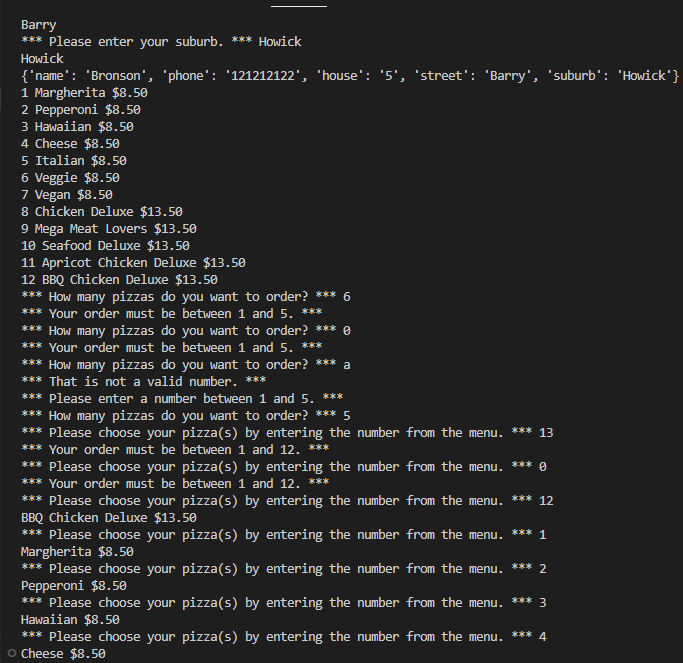 Barry
*** Please enter your suburb. *** Howick
Howick
{'name': 'Bronson', 'phone': '121212122', 'house': '5', 'street': 'Barry', 'suburb': 'Howick'}
1 Margherita $8.50
2 Pepperoni $8.50
3 Hawaiian $8.50
4 Cheese $8.50
5 Italian $8.50
6 Veggie $8.50
7 Vegan $8.50
8 Chicken Deluxe $13.50
9 Mega Meat Lovers $13.50
10 Seafood Deluxe $13.50
11 Apricot Chicken Deluxe $13.50
12 BBQ Chicken Deluxe $13.50
*** How many pizzas do you want to order? *** 6
*** Your order must be between 1 and 5. ***
*** How many pizzas do you want to order? *** 0
*** Your order must be between 1 and 5. ***
*** How many pizzas do you want to order? *** a
*** That is not a valid number. ***
*** Please enter a number between 1 and 5. ***
*** How many pizzas do you want to order? *** 5
*** Please choose your pizza(s) by entering the number from the menu. *** 13
*** Your order must be between 1 and 12. ***
*** Please choose your pizza(s) by entering the number from the menu. *** 0
*** Your order must be between 1 and 12. ***
*** Please choose your pizza(s) by entering the number from the menu. *** 12
BBQ Chicken Deluxe $13.50
*** Please choose your pizza(s) by entering the number from the menu. *** 1
Margherita $8.50
*** Please choose your pizza(s) by entering the number from the menu. *** 2
Pepperoni $8.50
*** Please choose your pizza(s) by entering the number from the menu. *** 3
Hawaiian $8.50
*** Please choose your pizza(s) by entering the number from the menu. *** 4
Cheese $8.50